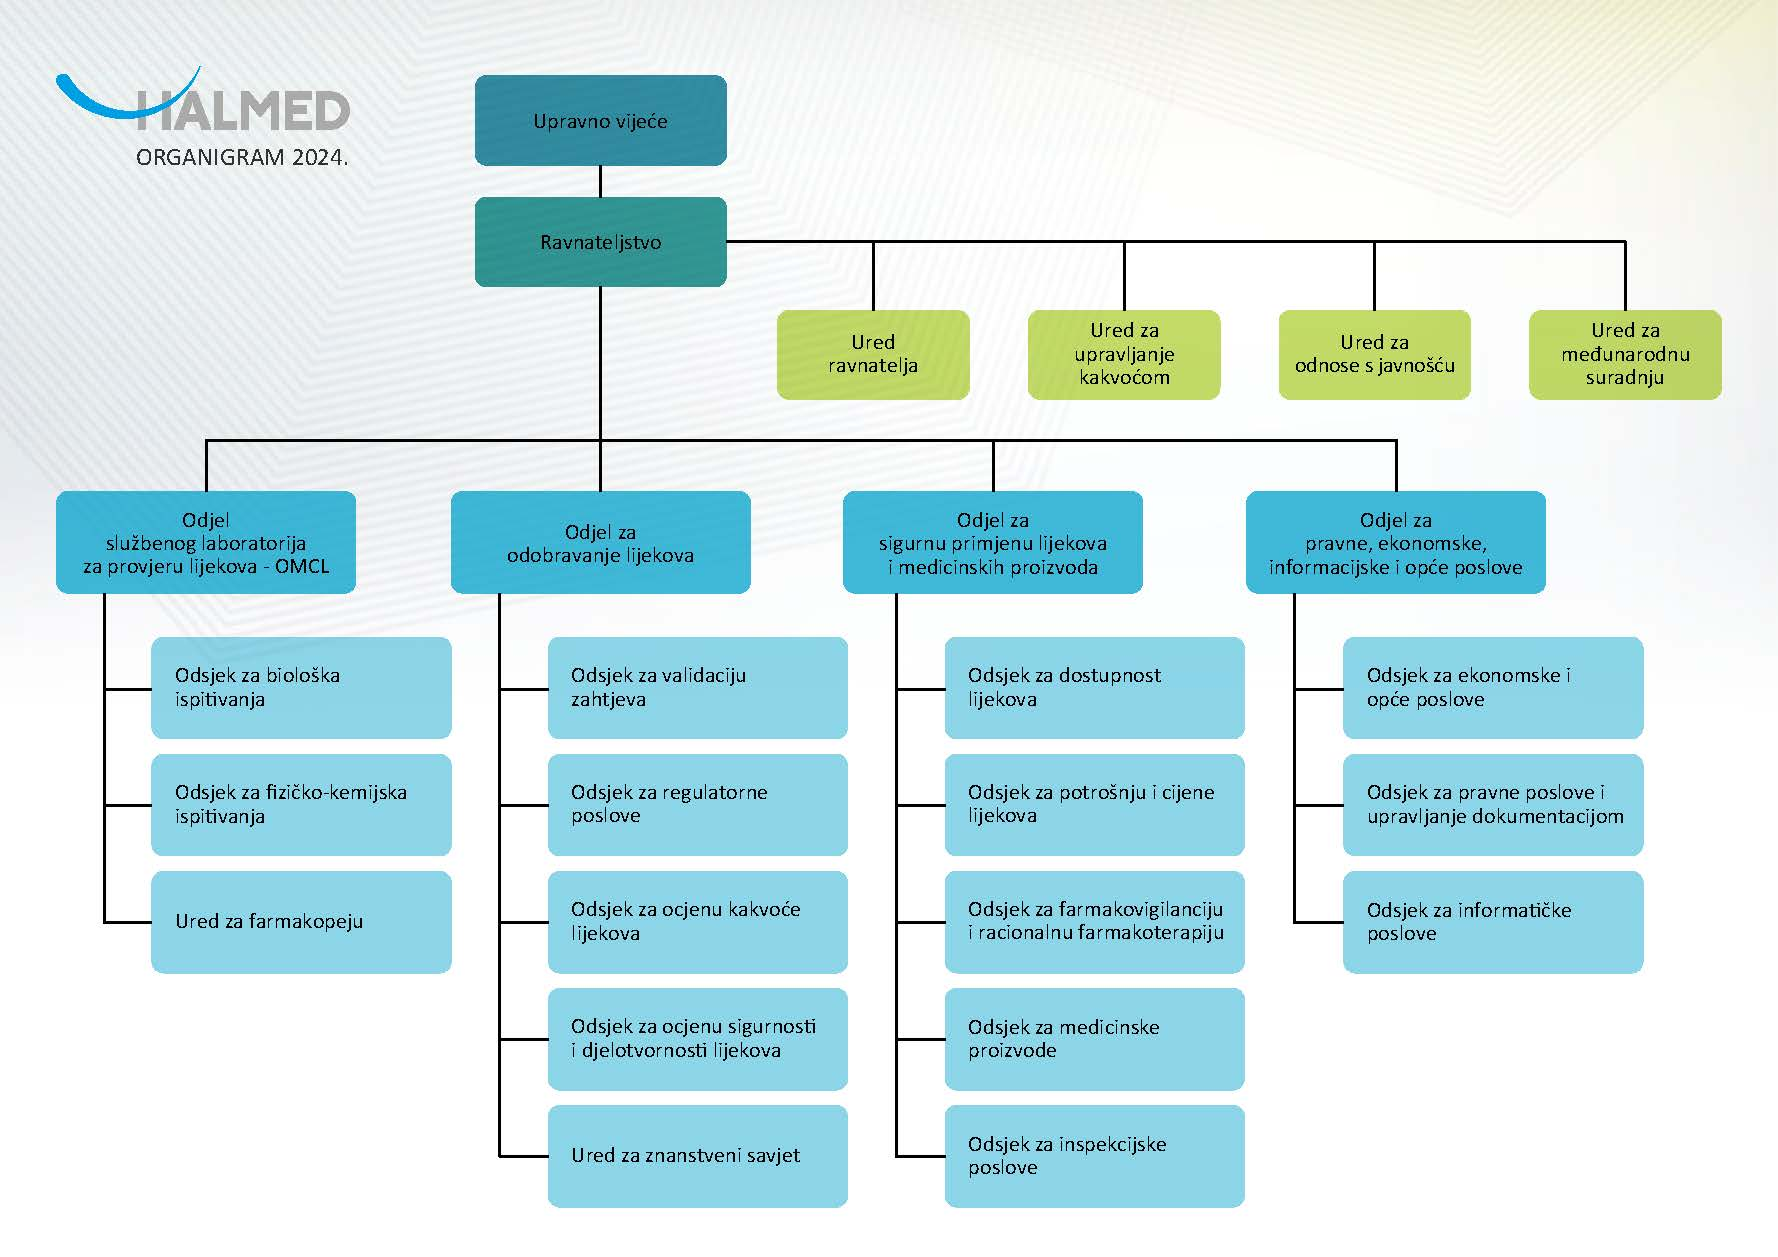 HALMED
ORGANIGRAM 2024.
Upravno vijeće
Ravnateljstvo
Ured
ravnatelja
Ured za
upravljanje
kakvoćom
Ured za
odnose s javnošću
Ured za
međunarodnu
suradnju
Odjel
službenog laboratorija
za provjeru lijekova - OMCL
Odjel za
odobravanje lijekova
Odjel za
sigurnu primjenu lijekova
i medicinskih proizvoda
Odjel za
pravne, ekonomske,
informacijske i opće poslove
Odsjek za biološka
ispitivanja
Odsjek za fizičko-kemijska
ispitivanja
Ured za farmakopeju
Odsjek za validaciju
zahtjeva
Odsjek za regulatorne
poslove
Odsjek za ocjenu kakvoće
lijekova
Odsjek za ocjenu sigurnosti
i djelotvornosti lijekova
Ured za znanstveni savjet
Odsjek za dostupnost
lijekova
Odsjek za potrošnju i cijene
lijekova
Odsjek za farmakovigilanciju
i racionalnu farmakoterapiju
Odsjek za medicinske
proizvode
Odsjek za inspekcijske
poslove
Odsjek za ekonomske i
opće poslove
Odsjek za pravne poslove i
upravljanje dokumentacijom
Odsjek za informatičke
poslove